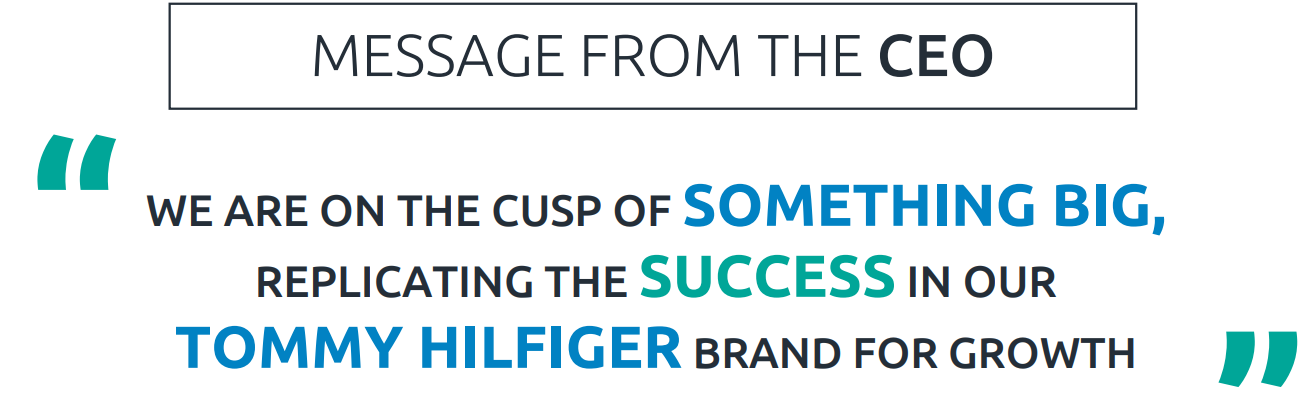 MESSAGE FROM THE CEO
“
WE ARE ON THE CUSP OF SOMETHING BIG,
REPLICATING THE SUCCESS IN OUR
TOMMY HILFIGER BRAND FOR GROWTH
”